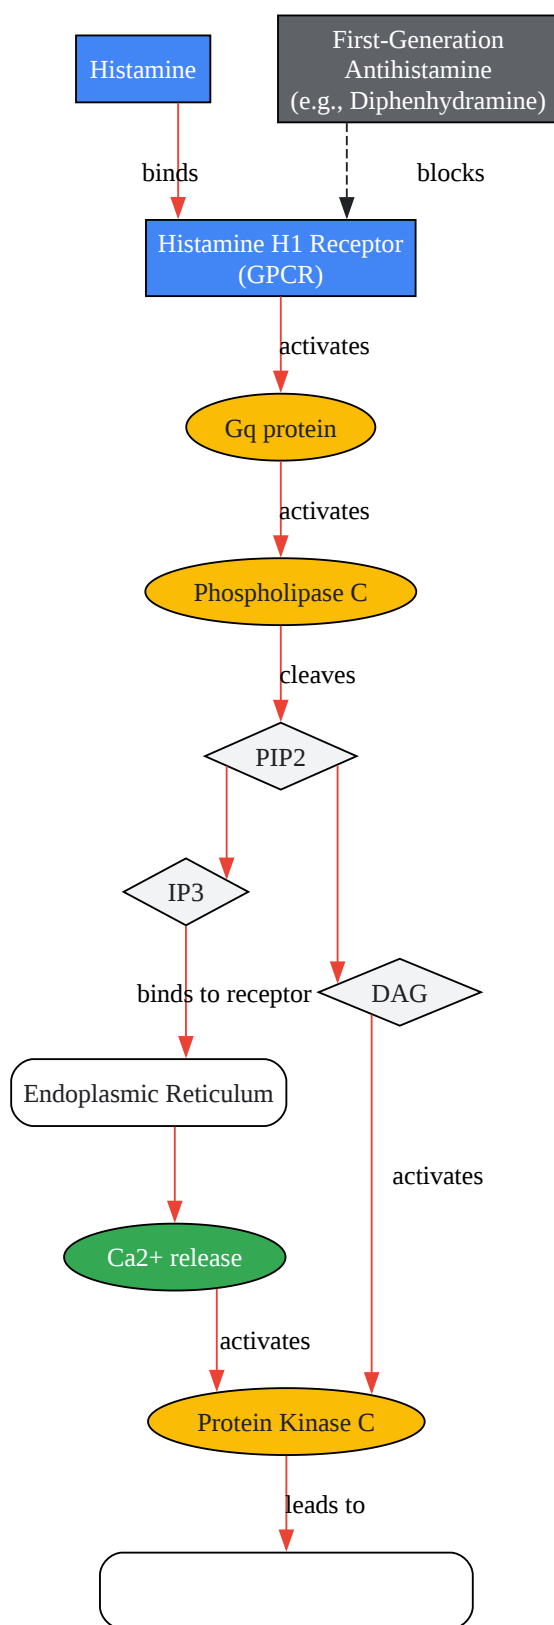 Histamine
First-Generation
Antihistamine
(e.g., Diphenhydramine)
binds
blocks
Histamine H1 Receptor
(GPCR)
activates
Gq protein
activates
Phospholipase C
cleaves
PIP2
IP3
binds to receptor
DAG
Endoplasmic Reticulum
activates
Ca2+ release
activates
Protein Kinase C
leads to